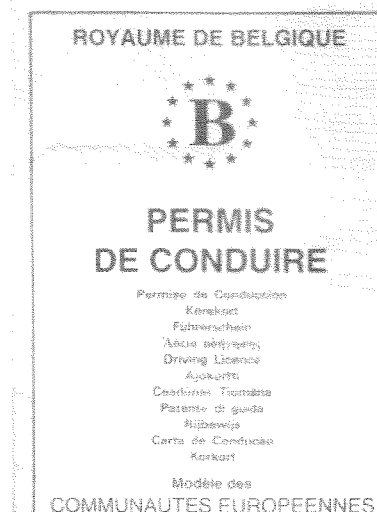 ROYAUME DE BELGIQUE
B
PERMIS
DE CONDUIRE
Permiso de Conducción
Kørekort
Führerschein
Driving Licence
Ajokortti
Ceadúnas Tiomána
Patente di guida
Rijbewijs
Carta de Condução
Körkort
Modèle des
COMMUNAUTES EUROPEENNES